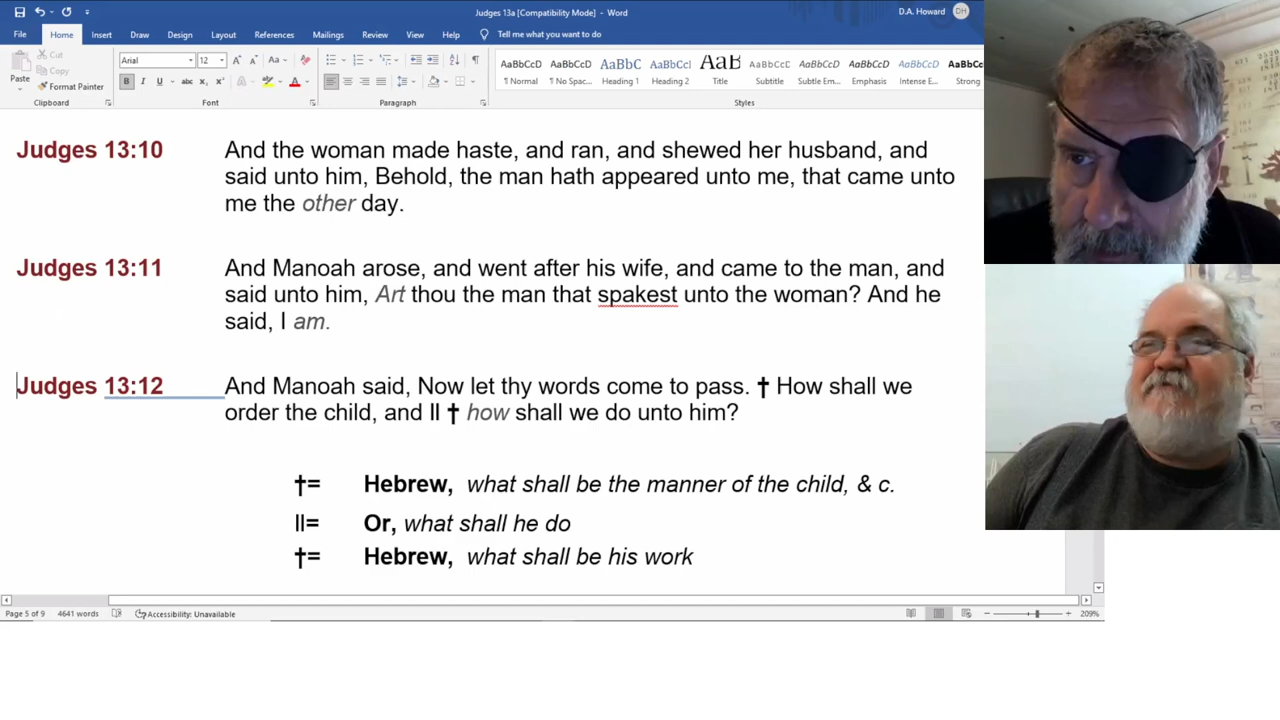 Judges 13a [Compatibility Mode] - Word
D.A. Howard DH
File Home Insert Draw Design Layout References Mailings Review View Help Tell me what you want to do
Paste
Cut
Copy
Format Painter
Clipboard
Arial 12
Aa
B I U abc x₂ x² A
Font
Paragraph
AaBbCcD AaBbCcD AaBbC AaBbCcI AaB AaBbCcD AaBbCcD AaBbCcD AaBbCcD AaBbCc
¶ Normal ¶ No Spac... Heading 1 Heading 2 Title Subtitle Subtle Em... Emphasis Intense E... Strong
Styles
Judges 13:10 And the woman made haste, and ran, and shewed her husband, and
said unto him, Behold, the man hath appeared unto me, that came unto
me the other day.
Judges 13:11 And Manoah arose, and went after his wife, and came to the man, and
said unto him, Art thou the man that spakest unto the woman? And he
said, I am.
Judges 13:12 And Manoah said, Now let thy words come to pass. † How shall we
order the child, and ll † how shall we do unto him?
†= Hebrew, what shall be the manner of the child, & c.
ll= Or, what shall he do
†= Hebrew, what shall be his work
Page 5 of 9 4641 words Accessibility: Unavailable 209%